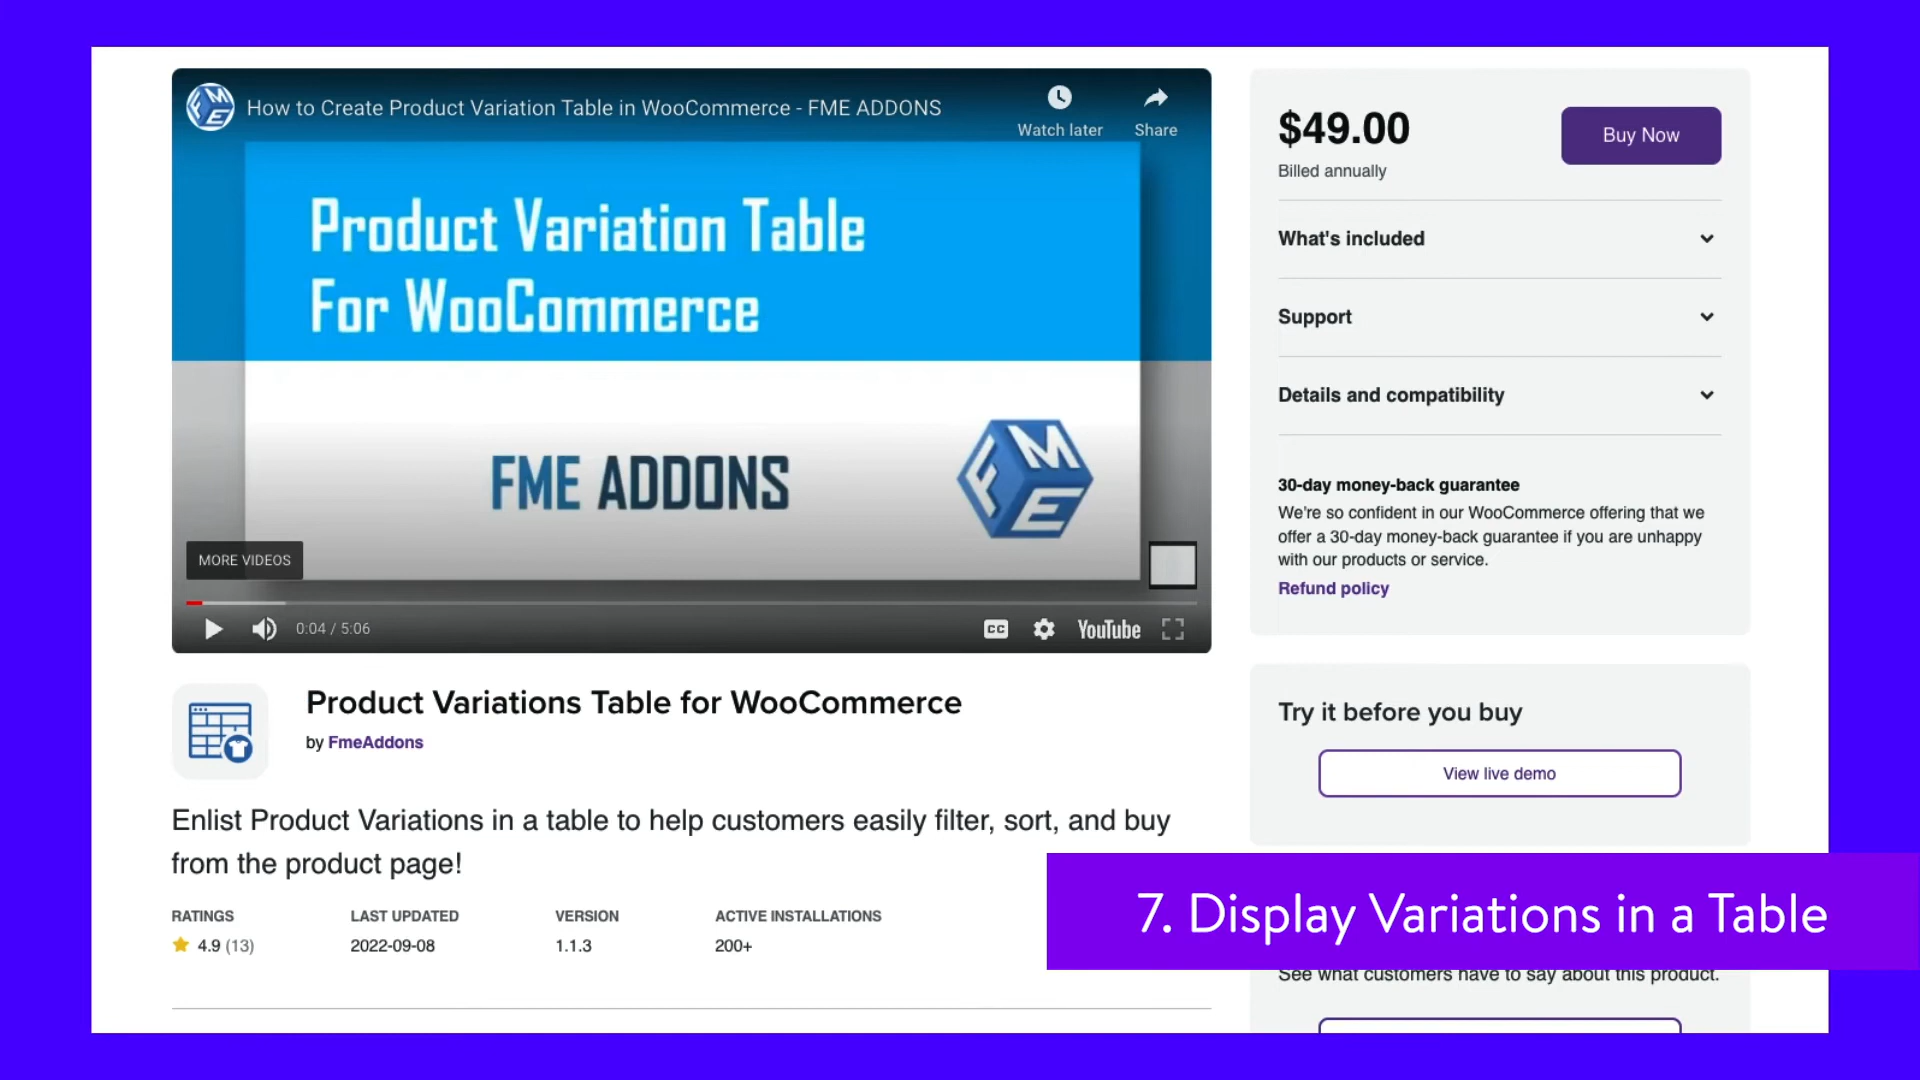 How to Create Product Variation Table in WooCommerce - FME ADDONS
Watch later
Share
Product Variation Table
For WooCommerce
FME ADDONS
FME
MORE VIDEOS
0:04 / 5:06
CC
YouTube
Product Variations Table for WooCommerce
by FmeAddons
Enlist Product Variations in a table to help customers easily filter, sort, and buy
from the product page!
RATINGS
4.9 (13)
LAST UPDATED
2022-09-08
VERSION
1.1.3
ACTIVE INSTALLATIONS
200+
$49.00
Billed annually
Buy Now
What's included
Support
Details and compatibility
30-day money-back guarantee
We're so confident in our WooCommerce offering that we
offer a 30-day money-back guarantee if you are unhappy
with our products or service.
Refund policy
Try it before you buy
View live demo
7. Display Variations in a Table
See what customers have to say about this product.